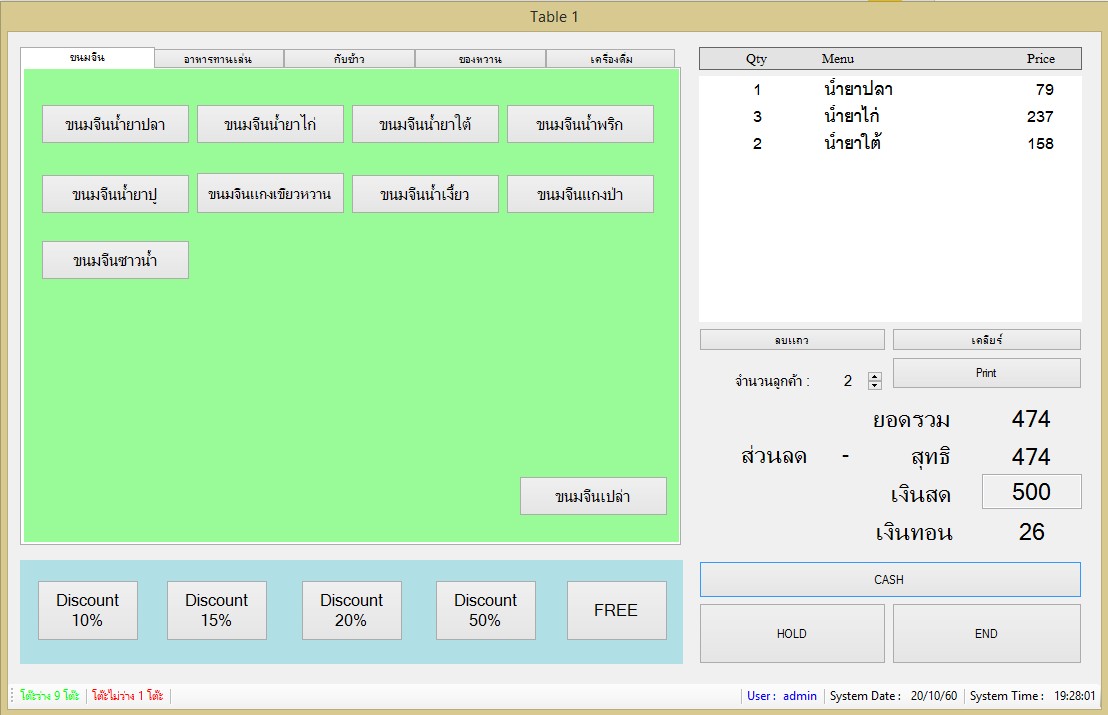 Table 1
ขนมจีน อาหารทานเล่น กับข้าว ของหวาน เครื่องดื่ม
ขนมจีนน้ำยาปลา ขนมจีนน้ำยาไก่ ขนมจีนน้ำยาใต้ ขนมจีนน้ำพริก
ขนมจีนน้ำยาปู ขนมจีนแกงเขียวหวาน ขนมจีนน้ำเงี้ยว ขนมจีนแกงป่า
ขนมจีนซาวน้ำ
ขนมจีนเปล่า
Discount 10% Discount 15% Discount 20% Discount 50% FREE
Qty Menu Price
1 น้ำยาปลา 79
3 น้ำยาไก่ 237
2 น้ำยาใต้ 158
ลบแถว เคลียร์
จำนวนลูกค้า : 2 Print
ยอดรวม 474
ส่วนลด - สุทธิ 474
เงินสด 500
เงินทอน 26
CASH
HOLD END
โต๊ะว่าง 9 โต๊ะ โต๊ะไม่ว่าง 1 โต๊ะ User : admin System Date : 20/10/60 System Time : 19:28:01